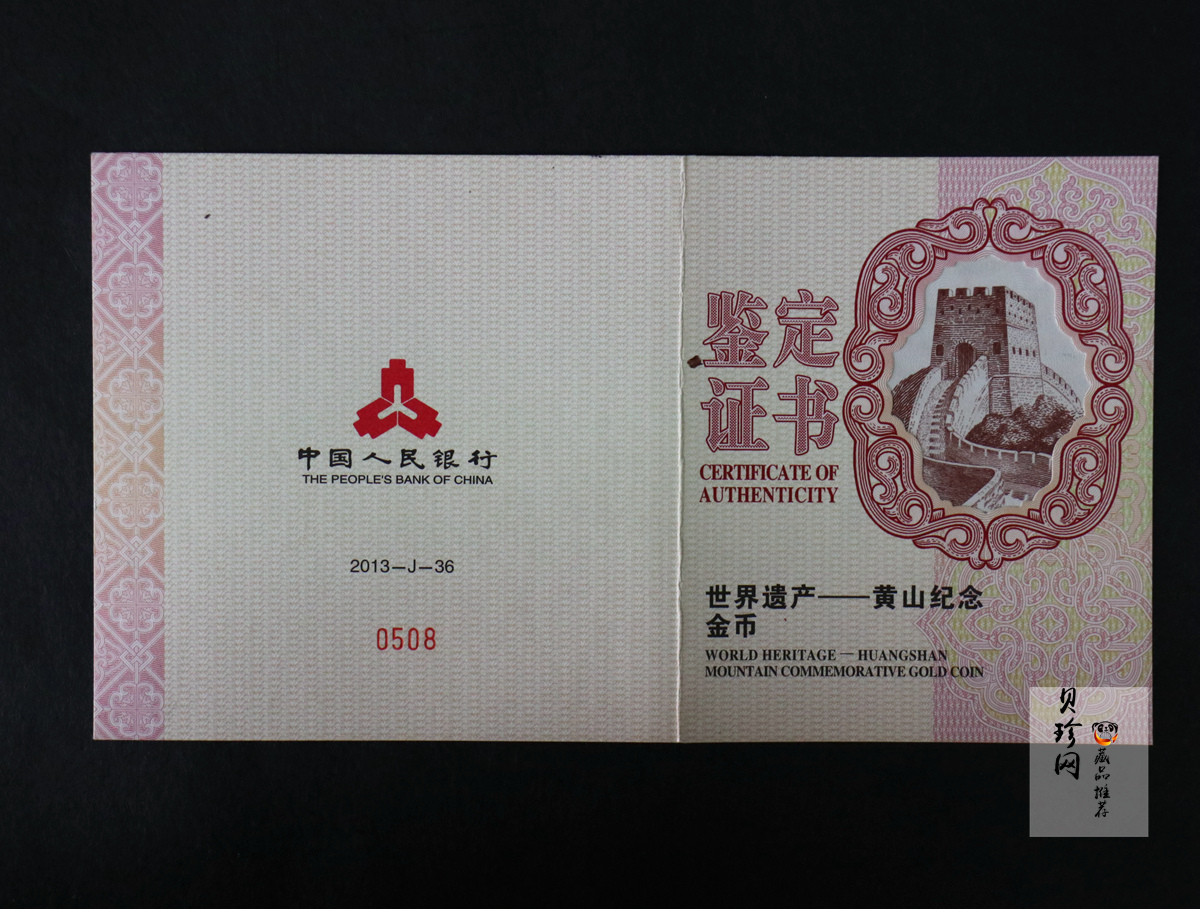 中国人民银行
THE PEOPLE'S BANK OF CHINA
2013—J—36
0508
鉴定
证书
CERTIFICATE OF
AUTHENTICITY
世界遗产——黄山纪念
金币
WORLD HERITAGE — HUANGSHAN
MOUNTAIN COMMEMORATIVE GOLD COIN
贝珍网
藏品推荐